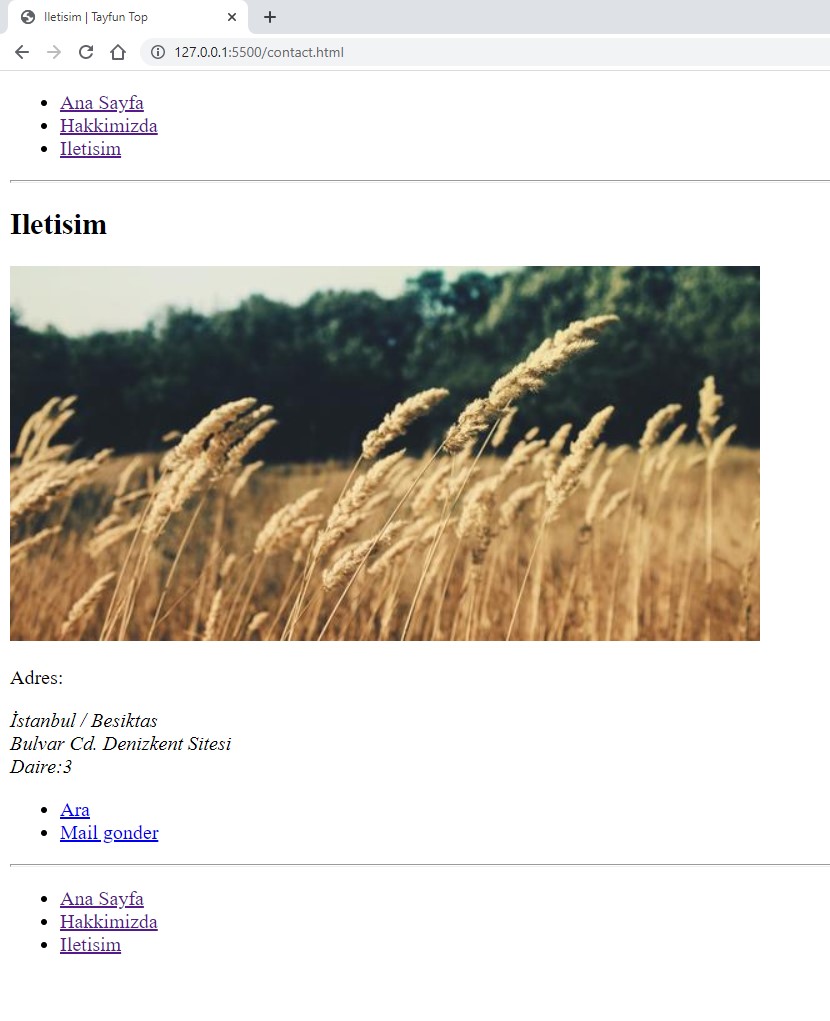 Iletisim | Tayfun Top
127.0.0.1:5500/contact.html
Ana Sayfa
Hakkimizda
Iletisim
Iletisim
Adres:
İstanbul / Besiktas
Bulvar Cd. Denizkent Sitesi
Daire:3
Ara
Mail gonder
Ana Sayfa
Hakkimizda
Iletisim